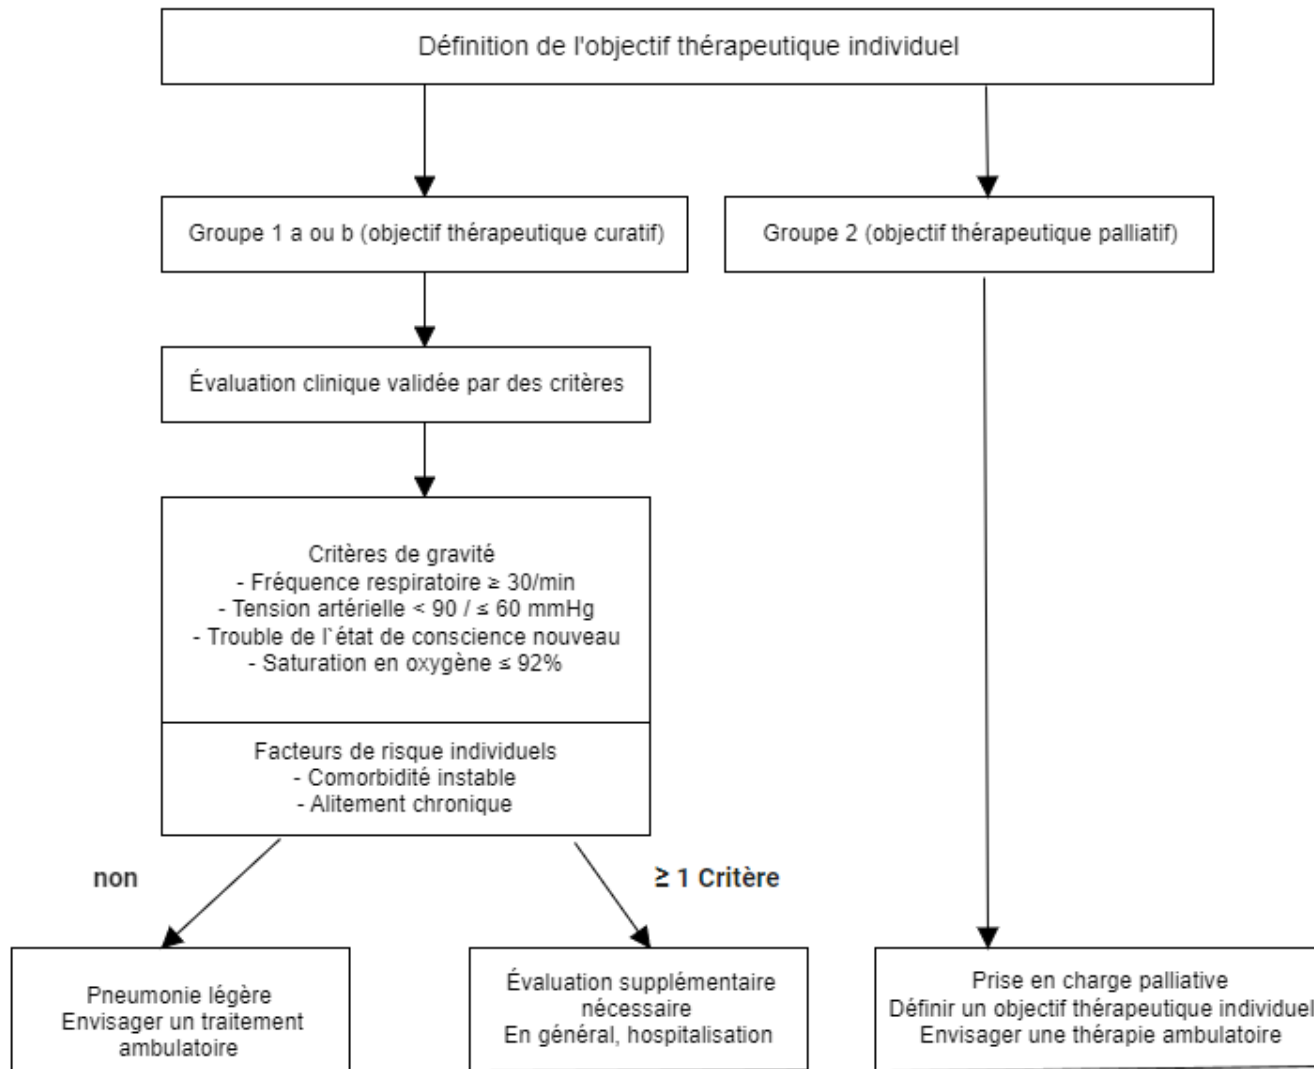 Définition de l'objectif thérapeutique individuel
Groupe 1 a ou b (objectif thérapeutique curatif)
Groupe 2 (objectif thérapeutique palliatif)
Évaluation clinique validée par des critères
Critères de gravité
- Fréquence respiratoire ≥ 30/min
- Tension artérielle < 90 / ≤ 60 mmHg
- Trouble de l`état de conscience nouveau
- Saturation en oxygène ≤ 92%
Facteurs de risque individuels
- Comorbidité instable
- Alitement chronique
non
≥ 1 Critère
Pneumonie légère
Envisager un traitement
ambulatoire
Évaluation supplémentaire
nécessaire
En général, hospitalisation
Prise en charge palliative
Définir un objectif thérapeutique individuel
Envisager une thérapie ambulatoire